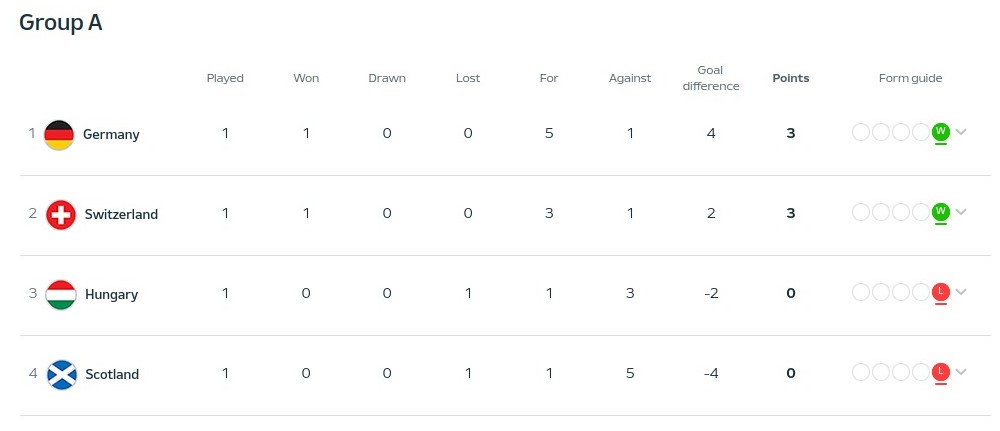 Group A
Played Won Drawn Lost For Against Goal difference Points Form guide
1 Germany 1 1 0 0 5 1 4 3 W
2 Switzerland 1 1 0 0 3 1 2 3 W
3 Hungary 1 0 0 1 1 3 -2 0 L
4 Scotland 1 0 0 1 1 5 -4 0 L